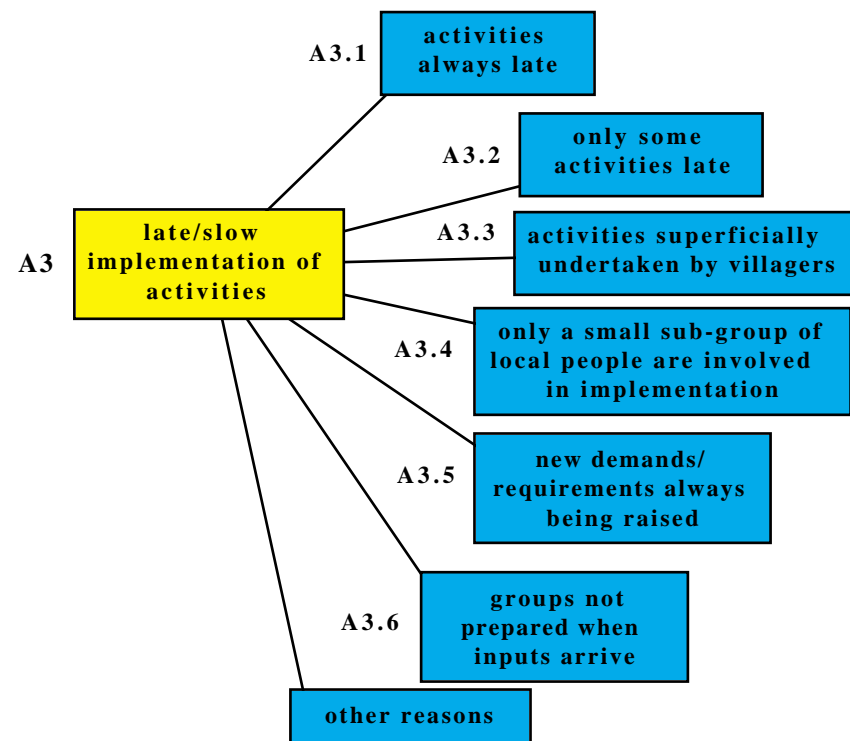 A3.1
activities
always late
A3.2
only some
activities late
A3
late/slow
implementation of
activities
A3.3
activities superficially
undertaken by villagers
A3.4
only a small sub-group of
local people are involved
in implementation
A3.5
new demands/
requirements always
being raised
A3.6
groups not
prepared when
inputs arrive
other reasons